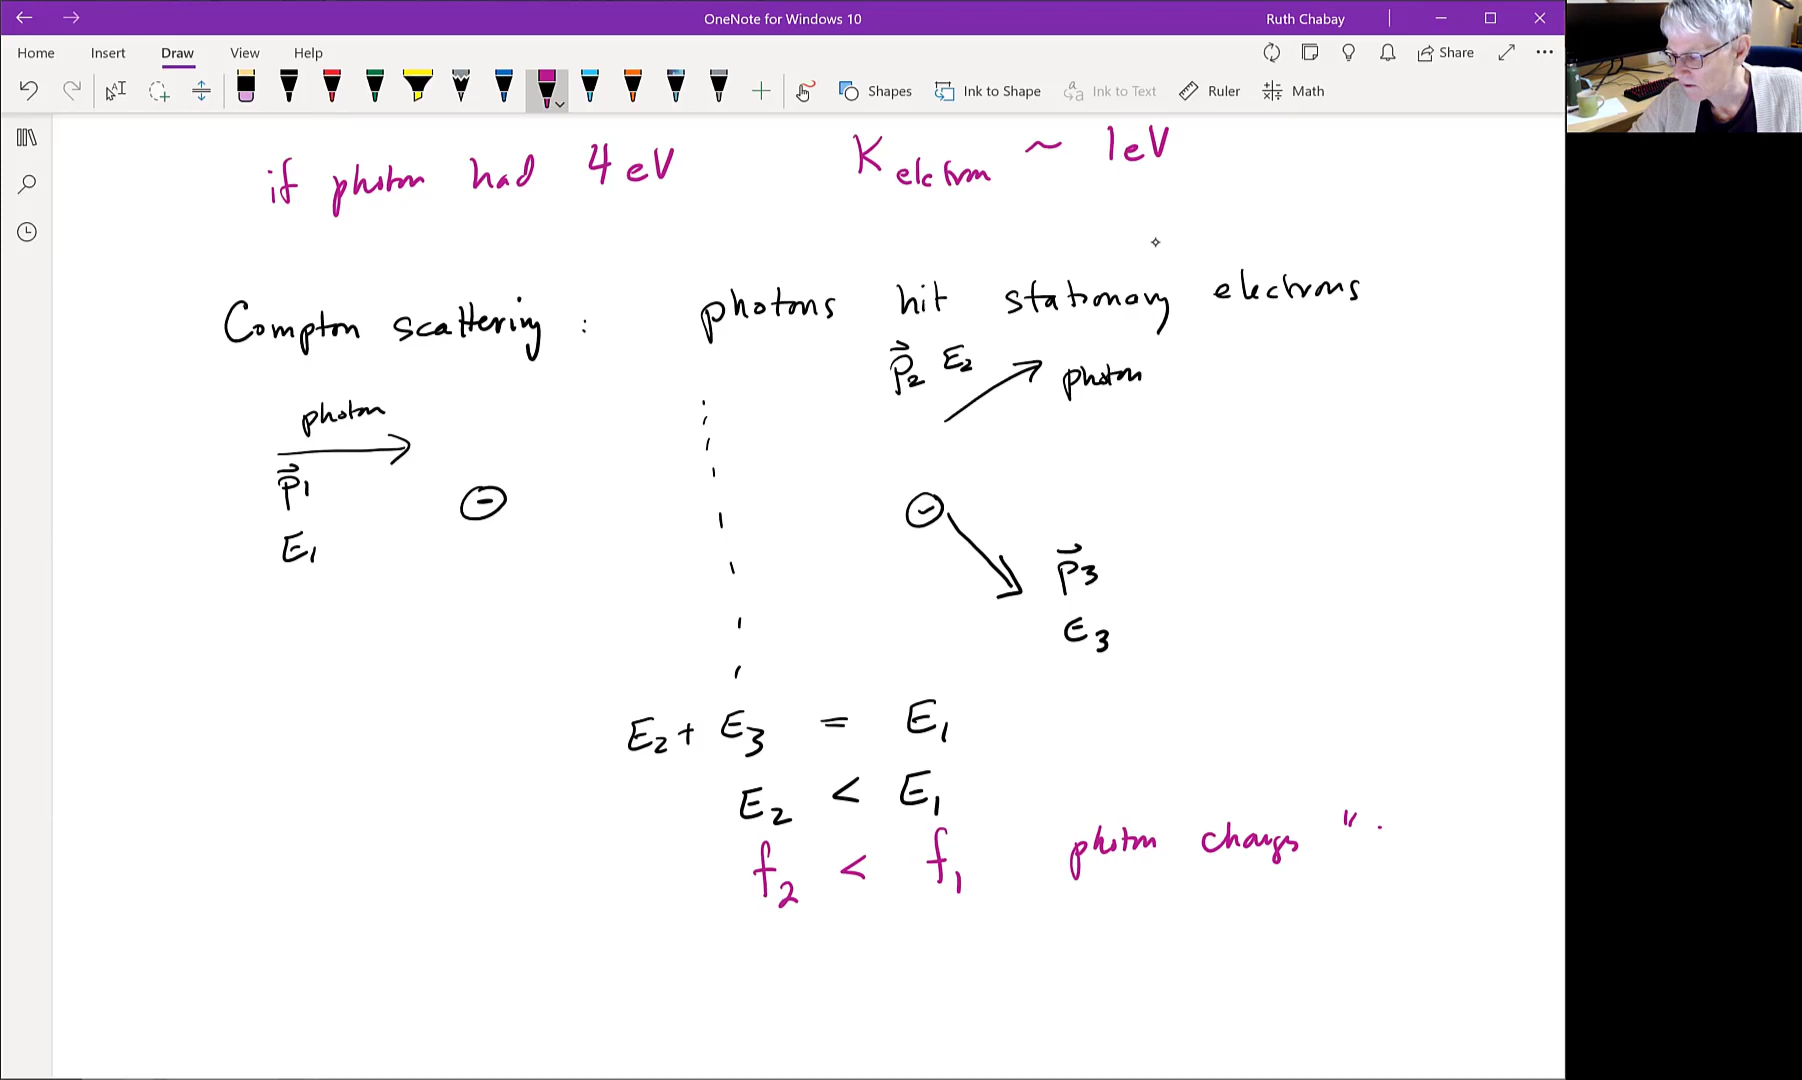 OneNote for Windows 10
Ruth Chabay
Home Insert Draw View Help
Share
Shapes Ink to Shape Ink to Text Ruler Math
if photon had 4 eV K electron ~ 1eV
Compton scattering : photons hit stationary electrons
p⃗2 E2
photon
photon
p⃗1
E1
p⃗3
E3
E2 + E3 = E1
E2 < E1
f2 < f1 photon changes "